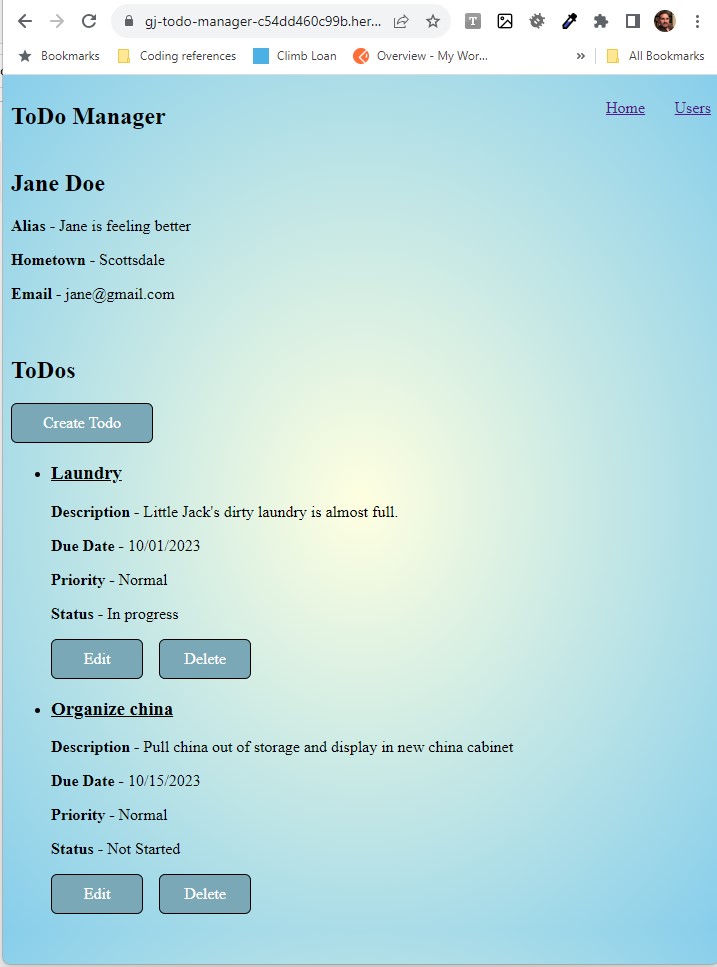 gj-todo-manager-c54dd460c99b.her...
Bookmarks Coding references Climb Loan Overview - My Wor... » All Bookmarks
ToDo Manager Home Users
Jane Doe
Alias - Jane is feeling better
Hometown - Scottsdale
Email - jane@gmail.com
ToDos
Create Todo
Laundry
Description - Little Jack's dirty laundry is almost full.
Due Date - 10/01/2023
Priority - Normal
Status - In progress
Edit Delete
Organize china
Description - Pull china out of storage and display in new china cabinet
Due Date - 10/15/2023
Priority - Normal
Status - Not Started
Edit Delete